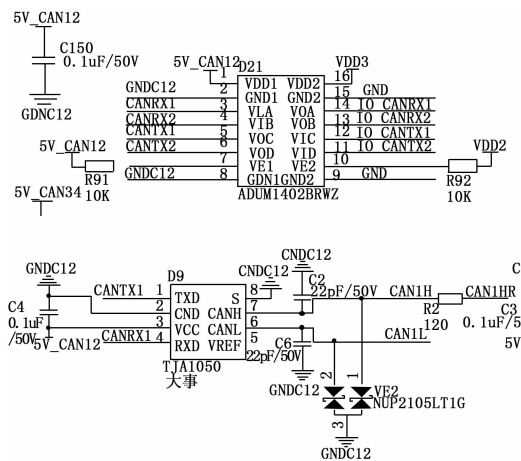 5V_CAN12
C150
0.1uF/50V
GDNC12
5V_CAN12
D21
VDD3
1
16
VDD1
VDD2
GNDC12
2
GND1
GND2
15
GND
CANRX1
3
VLA
VOA
14
IO CANRX1
CANRX2
4
VIB
VOB
13
IO CANRX2
CANTX1
5
VOC
VIC
12
IO CANTX1
CANTX2
6
VOD
VID
11
IO CANTX2
5V_CAN12
7
VE1
VE2
10
VDD2
R91
10K
GNDC12
8
GDN1GND2
9
GND
R92
10K
ADUM1402BRWZ
5V_CAN34
GNDC12
D9
CNDC12
CNDC12
C2
22pF/50V
CANTX1
1
TXD
S
8
CAN1H
CAN1HR
C
C4
0.1uF
/50V
2
CND
CANH
7
R2
120
C3
0.1uF/5
3
VCC
CANL
6
CAN1L
5V
5V_CAN12
CANRX1
4
RXD
VREF
5
C6
22pF/50V
TJA1050
大事
2
1
GNDC12
VE2
NUP2105LT1G
3
GNDC12